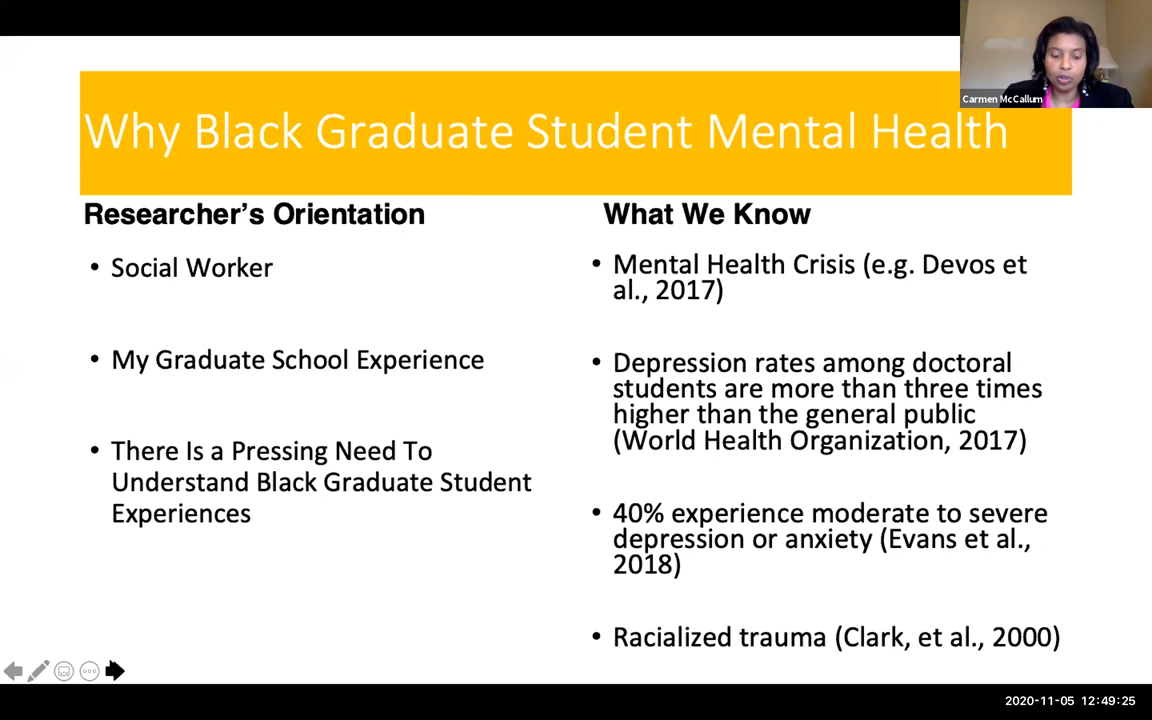 Carmen McCallum
Why Black Graduate Student Mental Health
Researcher’s Orientation
• Social Worker
• My Graduate School Experience
• There Is a Pressing Need To
Understand Black Graduate Student
Experiences
What We Know
• Mental Health Crisis (e.g. Devos et
al., 2017)
• Depression rates among doctoral
students are more than three times
higher than the general public
(World Health Organization, 2017)
• 40% experience moderate to severe
depression or anxiety (Evans et al.,
2018)
• Racialized trauma (Clark, et al., 2000)
2020-11-05 12:49:25